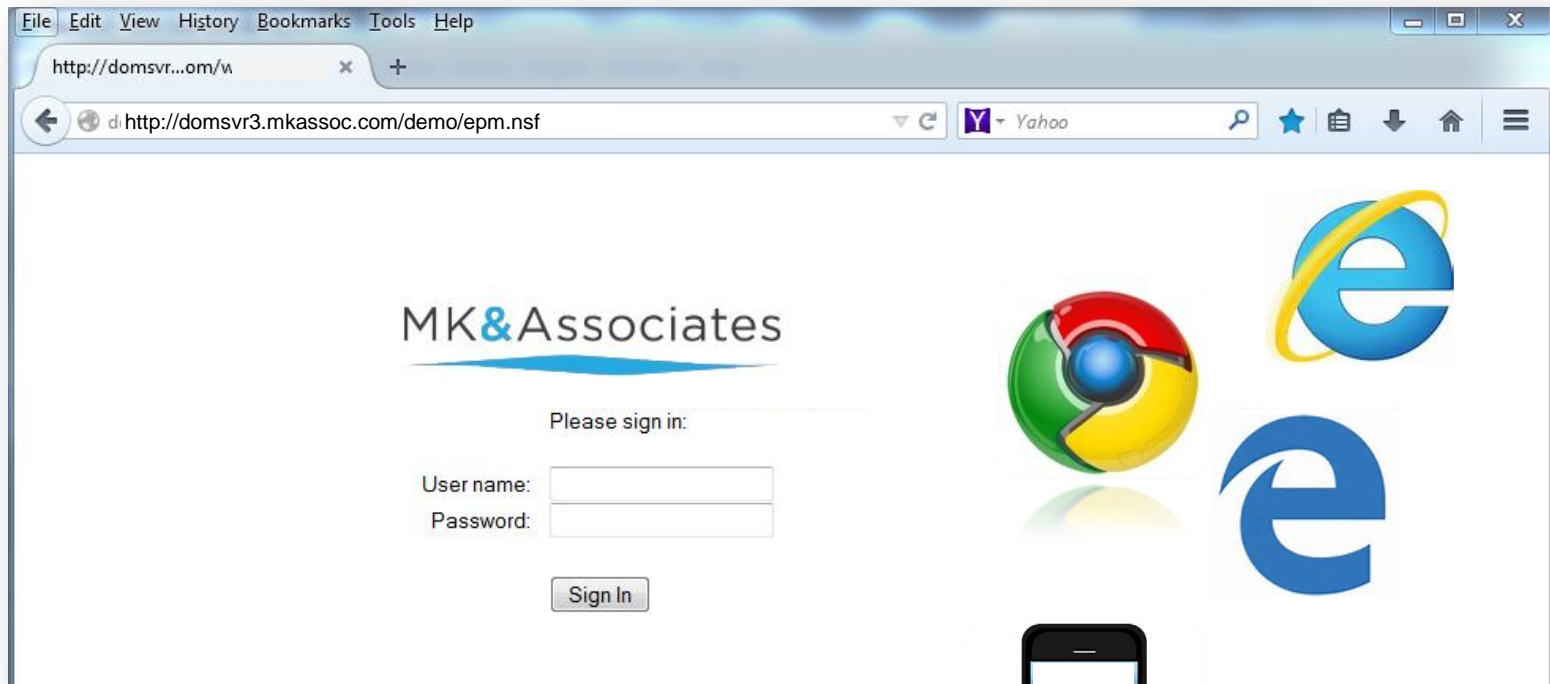 File Edit View History Bookmarks Tools Help
http://domsvr...om/w
http://domsvr3.mkassoc.com/demo/epm.nsf
Yahoo
MK&Associates
Please sign in:
User name:
Password:
Sign In